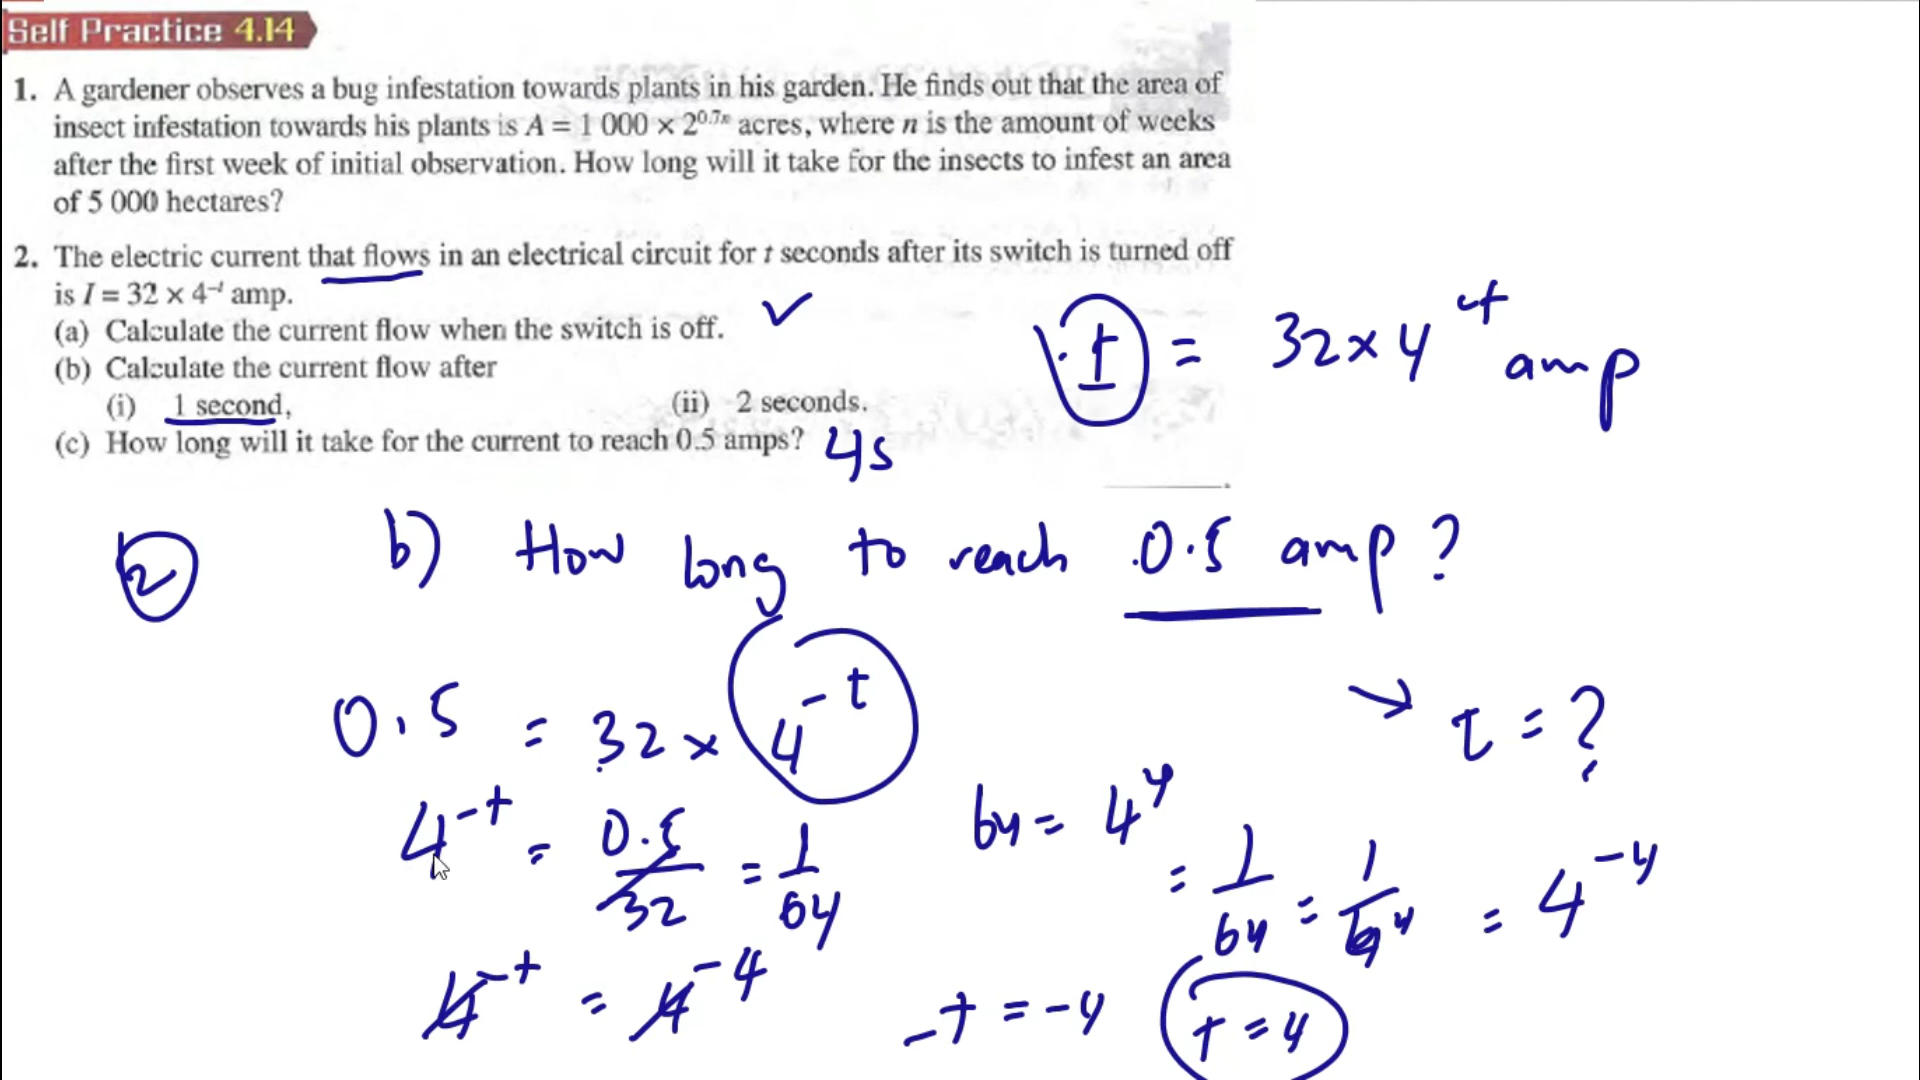 Self Practice 4.14
1. A gardener observes a bug infestation towards plants in his garden. He finds out that the area of
insect infestation towards his plants is A = 1 000 × 2^0.7n acres, where n is the amount of weeks
after the first week of initial observation. How long will it take for the insects to infest an area
of 5 000 hectares?
2. The electric current that flows in an electrical circuit for t seconds after its switch is turned off
is I = 32 × 4^-t amp.
(a) Calculate the current flow when the switch is off. ✓
(b) Calculate the current flow after
(i) 1 second, (ii) 2 seconds.
(c) How long will it take for the current to reach 0.5 amps? 4s
I = 32 × 4^-t amp
2 b) How long to reach 0.5 amp?
0.5 = 32 × 4^-t → t = ?
4^-t = 0.5/32 = 1/64
64 = 4^4
= 1/64 = 1/4^4 = 4^-4
4^-t = 4^-4 -t = -4 t = 4